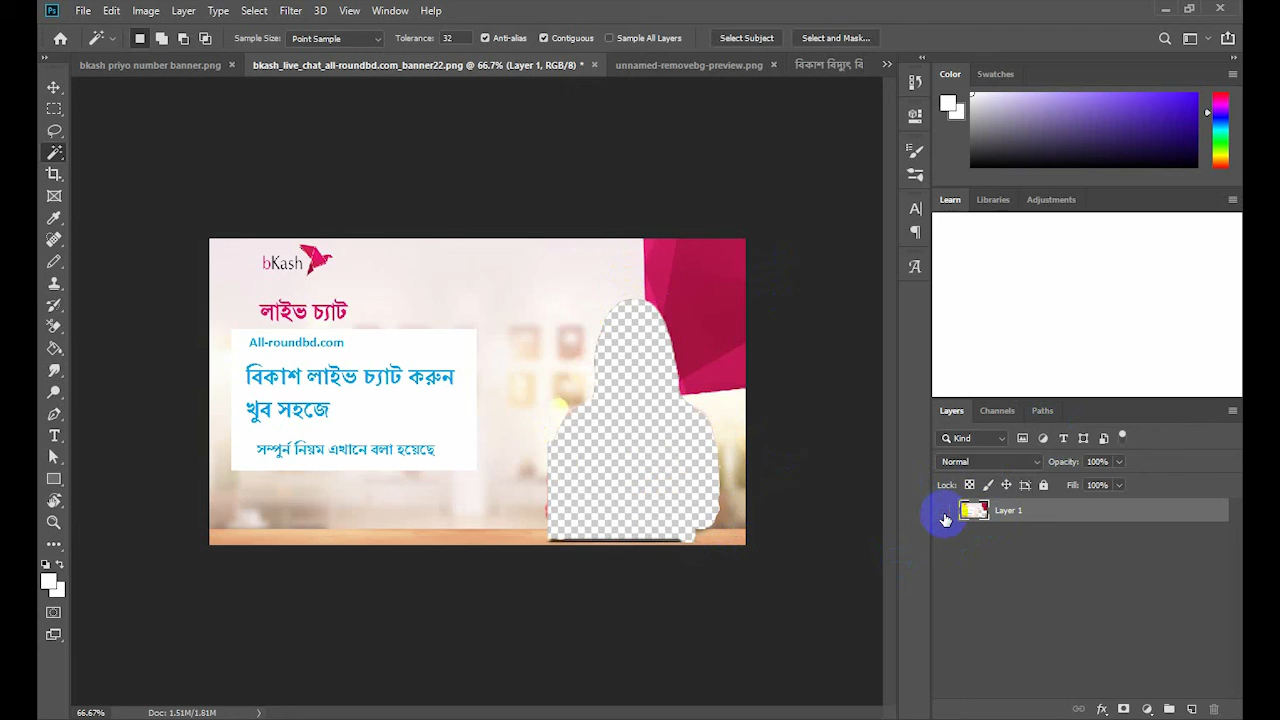 File Edit Image Layer Type Select Filter 3D View Window Help
Sample Size: Point Sample Tolerance: 32 Anti-alias Contiguous Sample All Layers Select Subject Select and Mask...
bkash priyo number banner.png × bkash_live_chat_all-roundbd.com_banner22.png @ 66.7% (Layer 1, RGB/8) * × unnamed-removebg-preview.png × বিকাশ বিদ্যুৎ বি
Color Swatches
Learn Libraries Adjustments
bKash
লাইভ চ্যাট
All-roundbd.com
বিকাশ লাইভ চ্যাট করুন
খুব সহজে
সম্পুর্ন নিয়ম এখানে বলা হয়েছে
Layers Channels Paths
Kind
Normal Opacity: 100%
Lock: Fill: 100%
Layer 1
66.67% Doc: 1.51M/1.81M